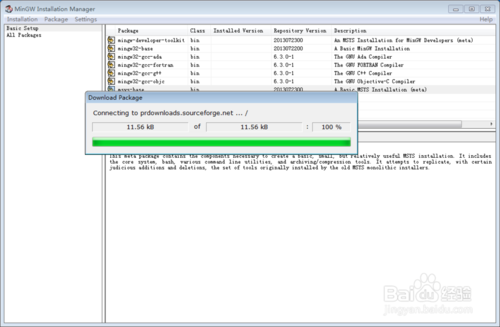 MinGW Installation Manager
Installation Package Settings Help
Basic Setup
All Packages
Package Class Installed Version Repository Version Description
mingw-developer-toolkit bin 2013072300 An MSYS Installation for MinGW Developers (meta)
mingw32-base bin 2013072200 A Basic MinGW Installation
mingw32-gcc-ada bin 6.3.0-1 The GNU Ada Compiler
mingw32-gcc-fortran bin 6.3.0-1 The GNU FORTRAN Compiler
mingw32-gcc-g++ bin 6.3.0-1 The GNU C++ Compiler
mingw32-gcc-objc bin 6.3.0-1 The GNU Objective-C Compiler
msys-base bin 2013072300 A Basic MSYS Installation (meta)
Download Package
Connecting to prdownloads.sourceforge.net ... /
11.56 kB of 11.56 kB : 100 %
This meta package contains the components necessary to create a basic, small, but relatively useful MSYS installation. It includes
the core system, bash, various command line utilities, and archiving/compression tools. It attempts to replicate, with certain
judicious additions and deletions, the set of tools originally installed by the old MSYS monolithic installers.
Baidu 经验
jingyan.baidu.com